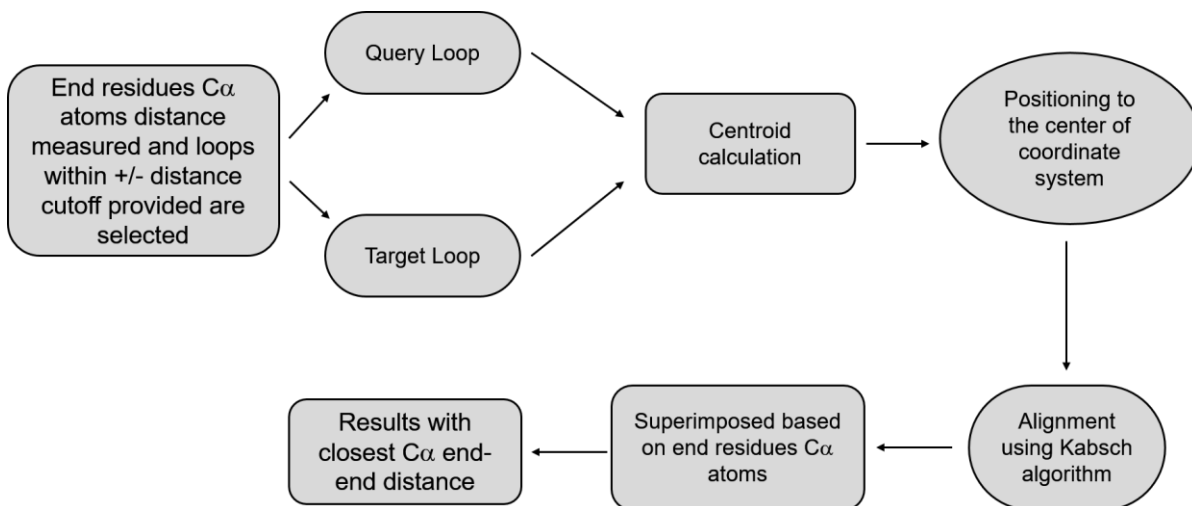 End residues Cα
atoms distance
measured and loops
within +/- distance
cutoff provided are
selected
Query Loop
Target Loop
Centroid
calculation
Positioning to
the center of
coordinate
system
Alignment
using Kabsch
algorithm
Superimposed based
on end residues Cα
atoms
Results with
closest Cα end-
end distance